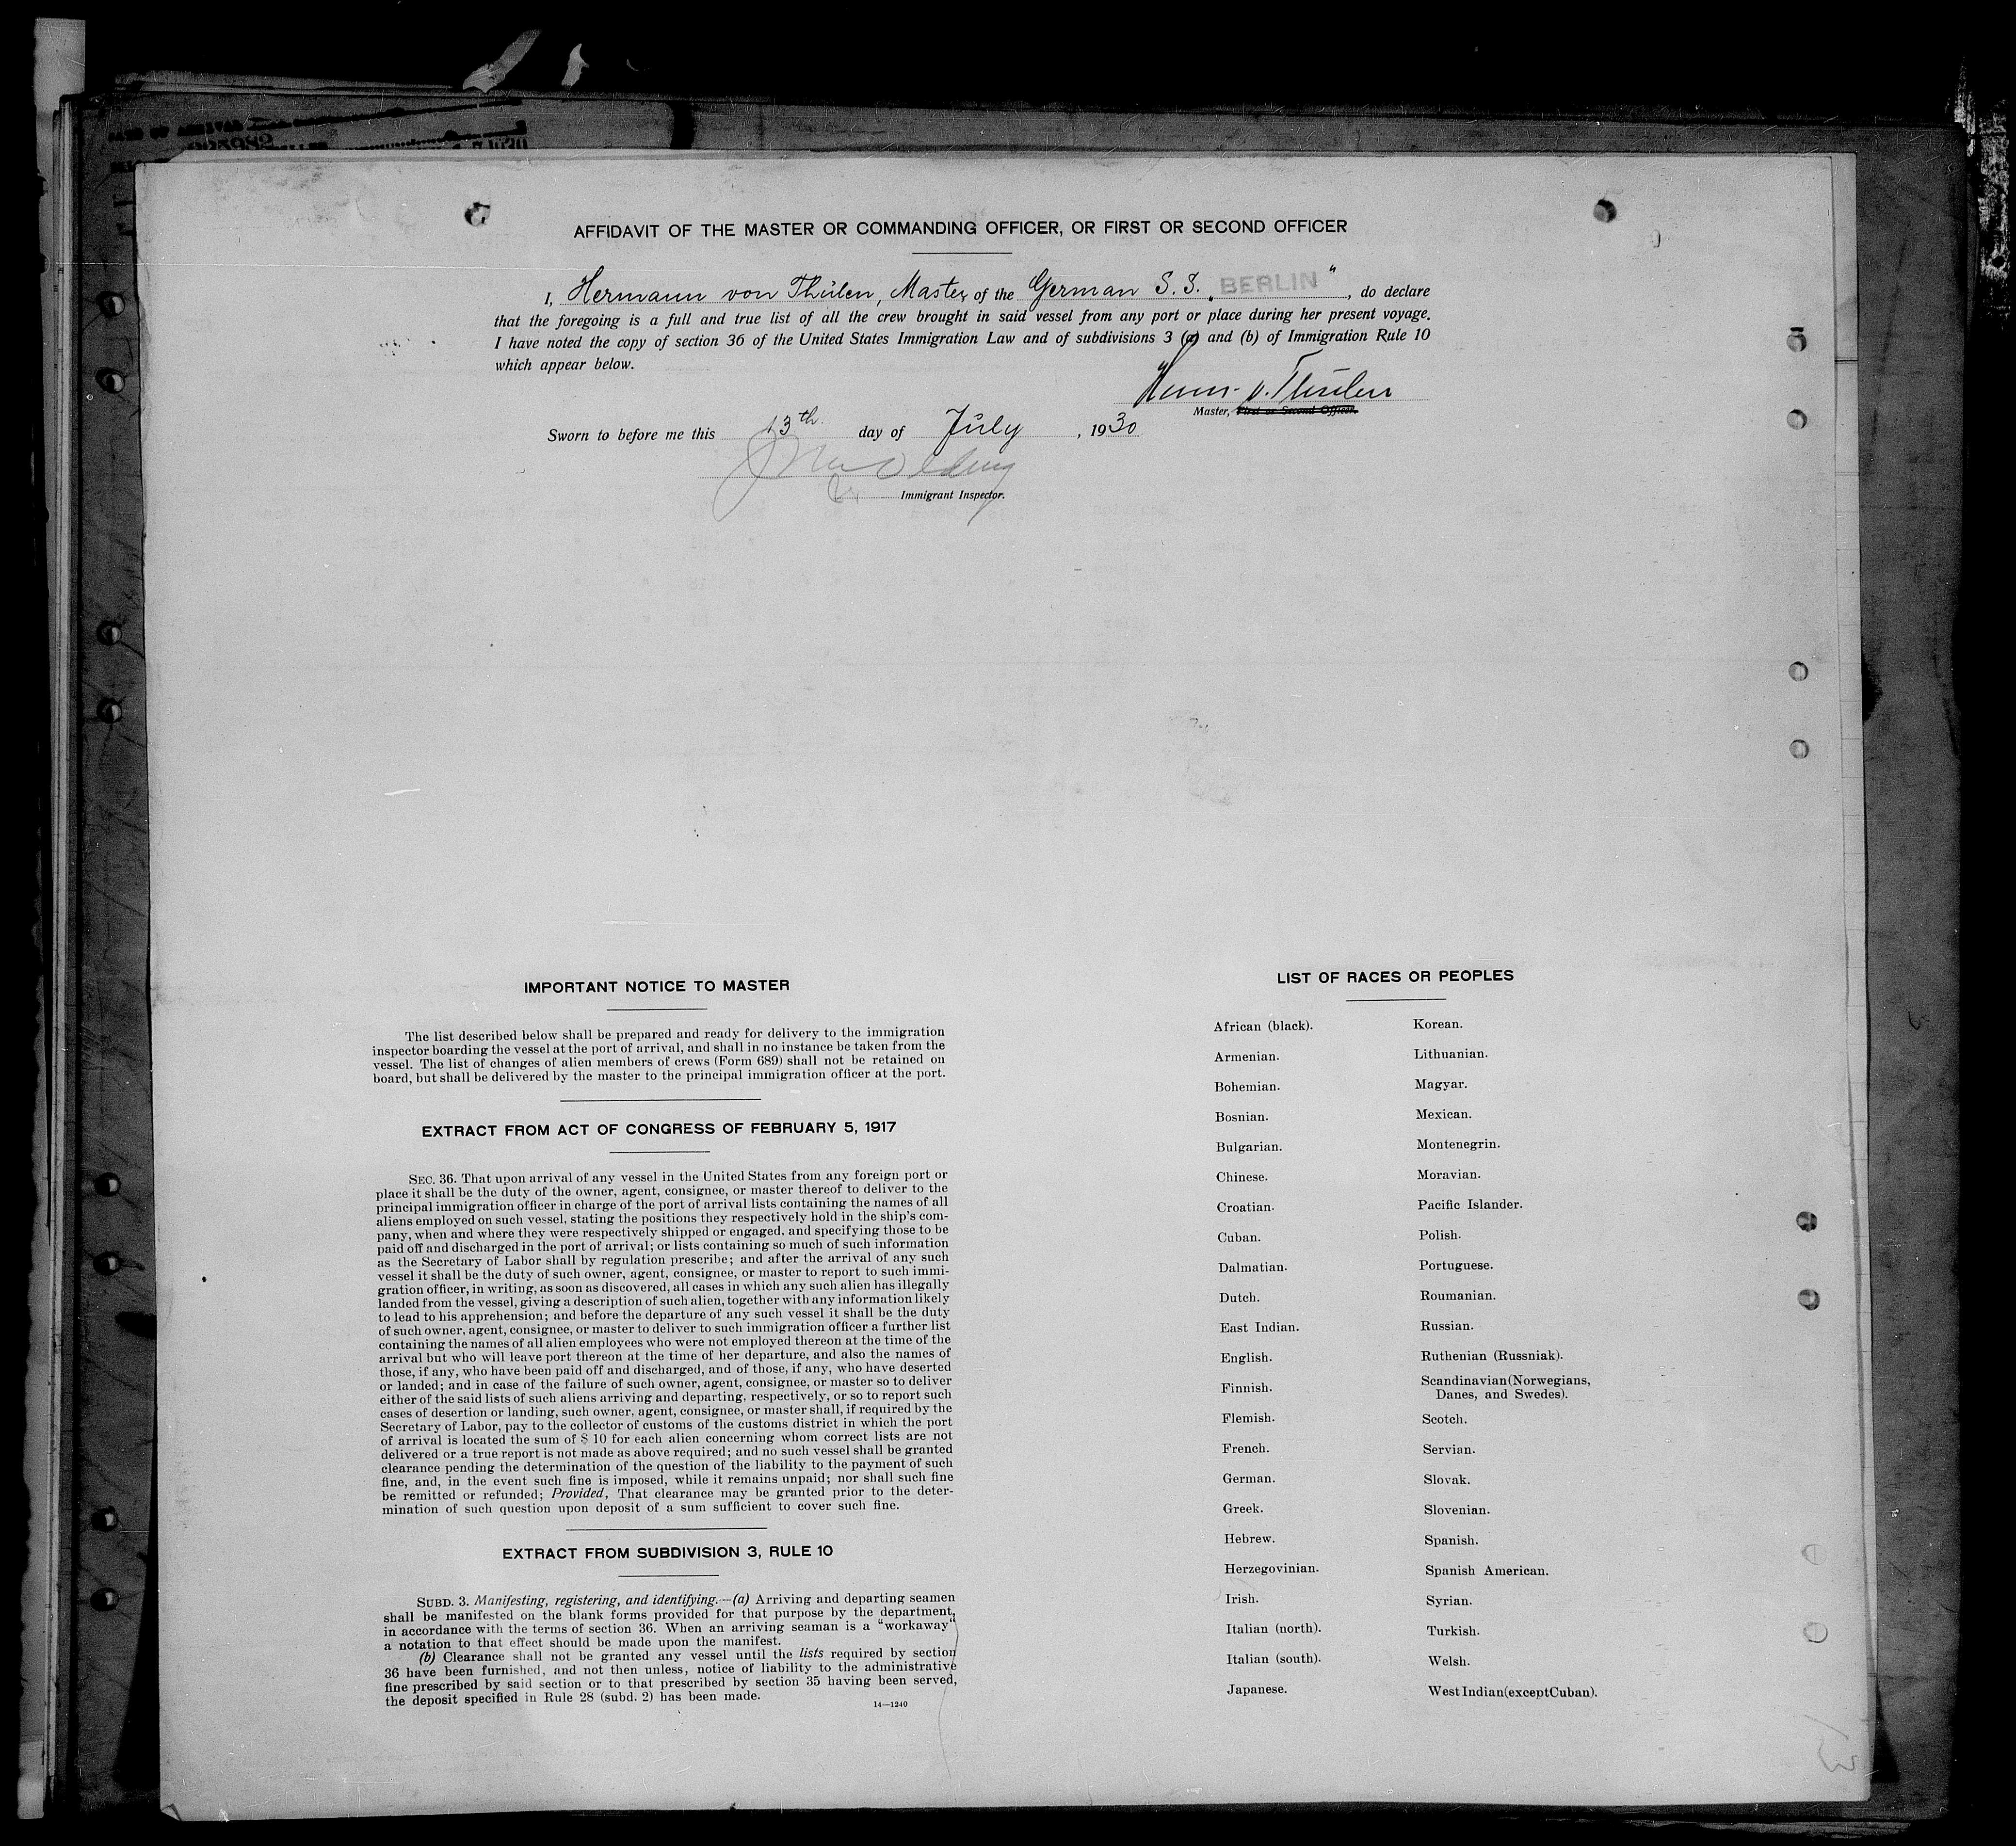 AFFIDAVIT OF THE MASTER OR COMMANDING OFFICER, OR FIRST OR SECOND OFFICER
I, Hermann von Thülen, Master of the German S.S. „BERLIN", do declare
that the foregoing is a full and true list of all the crew brought in said vessel from any port or place during her present voyage.
I have noted the copy of section 36 of the United States Immigration Law and of subdivisions 3 (a) and (b) of Immigration Rule 10
which appear below.
Herm. v. Thülen
Master, First or Second Officer.
Sworn to before me this 13th day of July, 1930
Immigrant Inspector.
IMPORTANT NOTICE TO MASTER
The list described below shall be prepared and ready for delivery to the immigration
inspector boarding the vessel at the port of arrival, and shall in no instance be taken from the
vessel. The list of changes of alien members of crews (Form 689) shall not be retained on
board, but shall be delivered by the master to the principal immigration officer at the port.
EXTRACT FROM ACT OF CONGRESS OF FEBRUARY 5, 1917
SEC. 36. That upon arrival of any vessel in the United States from any foreign port or
place it shall be the duty of the owner, agent, consignee, or master thereof to deliver to the
principal immigration officer in charge of the port of arrival lists containing the names of all
aliens employed on such vessel, stating the positions they respectively hold in the ship's com-
pany, when and where they were respectively shipped or engaged, and specifying those to be
paid off and discharged in the port of arrival; or lists containing so much of such information
as the Secretary of Labor shall by regulation prescribe; and after the arrival of any such
vessel it shall be the duty of such owner, agent, consignee, or master to report to such immi-
gration officer, in writing, as soon as discovered, all cases in which any such alien has illegally
landed from the vessel, giving a description of such alien, together with any information likely
to lead to his apprehension; and before the departure of any such vessel it shall be the duty
of such owner, agent, consignee, or master to deliver to such immigration officer a further list
containing the names of all alien employees who were not employed thereon at the time of the
arrival but who will leave port thereon at the time of her departure, and also the names of
those, if any, who have been paid off and discharged, and of those, if any, who have deserted
or landed; and in case of the failure of such owner, agent, consignee, or master so to deliver
either of the said lists of such aliens arriving and departing, respectively, or so to report such
cases of desertion or landing, such owner, agent, consignee, or master shall, if required by the
Secretary of Labor, pay to the collector of customs of the customs district in which the port
of arrival is located the sum of $ 10 for each alien concerning whom correct lists are not
delivered or a true report is not made as above required; and no such vessel shall be granted
clearance pending the determination of the question of the liability to the payment of such
fine, and, in the event such fine is imposed, while it remains unpaid; nor shall such fine
be remitted or refunded; Provided, That clearance may be granted prior to the deter-
mination of such question upon deposit of a sum sufficient to cover such fine.
EXTRACT FROM SUBDIVISION 3, RULE 10
SUBD. 3. Manifesting, registering, and identifying.—(a) Arriving and departing seamen
shall be manifested on the blank forms provided for that purpose by the department,
in accordance with the terms of section 36. When an arriving seaman is a "workaway"
a notation to that effect should be made upon the manifest.
(b) Clearance shall not be granted any vessel until the lists required by section
36 have been furnished, and not then unless, notice of liability to the administrative
fine prescribed by said section or to that prescribed by section 35 having been served,
the deposit specified in Rule 28 (subd. 2) has been made.
14—1240
LIST OF RACES OR PEOPLES
African (black).
Armenian.
Bohemian.
Bosnian.
Bulgarian.
Chinese.
Croatian.
Cuban.
Dalmatian.
Dutch.
East Indian.
English.
Finnish.
Flemish.
French.
German.
Greek.
Hebrew.
Herzegovinian.
Irish.
Italian (north).
Italian (south).
Japanese.
Korean.
Lithuanian.
Magyar.
Mexican.
Montenegrin.
Moravian.
Pacific Islander.
Polish.
Portuguese.
Roumanian.
Russian.
Ruthenian (Russniak).
Scandinavian (Norwegians,
Danes, and Swedes).
Scotch.
Servian.
Slovak.
Slovenian.
Spanish.
Spanish American.
Syrian.
Turkish.
Welsh.
West Indian (except Cuban).